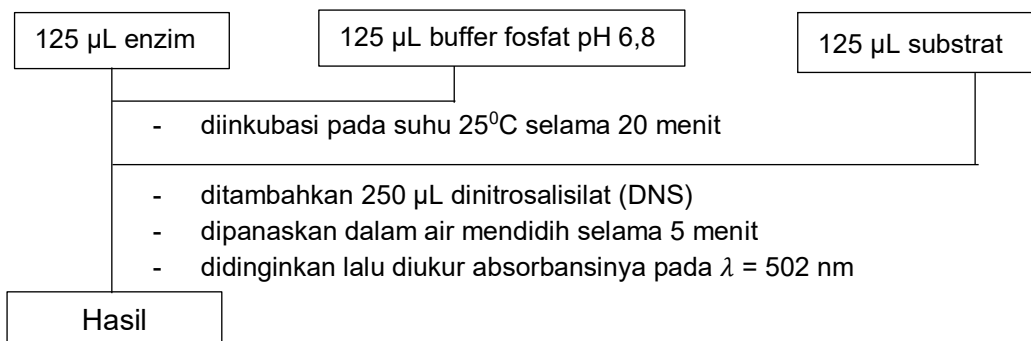 125 µL enzim
125 µL buffer fosfat pH 6,8
125 µL substrat
- diinkubasi pada suhu 25⁰C selama 20 menit
- ditambahkan 250 µL dinitrosalisilat (DNS)
- dipanaskan dalam air mendidih selama 5 menit
- didinginkan lalu diukur absorbansinya pada 𝜆 = 502 nm
Hasil